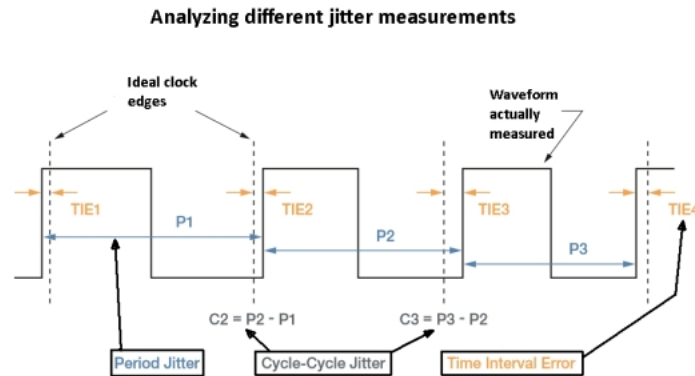 Analyzing different jitter measurements
Ideal clock
edges
Waveform
actually
measured
TIE1
TIE2
TIE3
TIE4
P1
P2
P3
C2 = P2 - P1
C3 = P3 - P2
Period Jitter
Cycle-Cycle Jitter
Time Interval Error